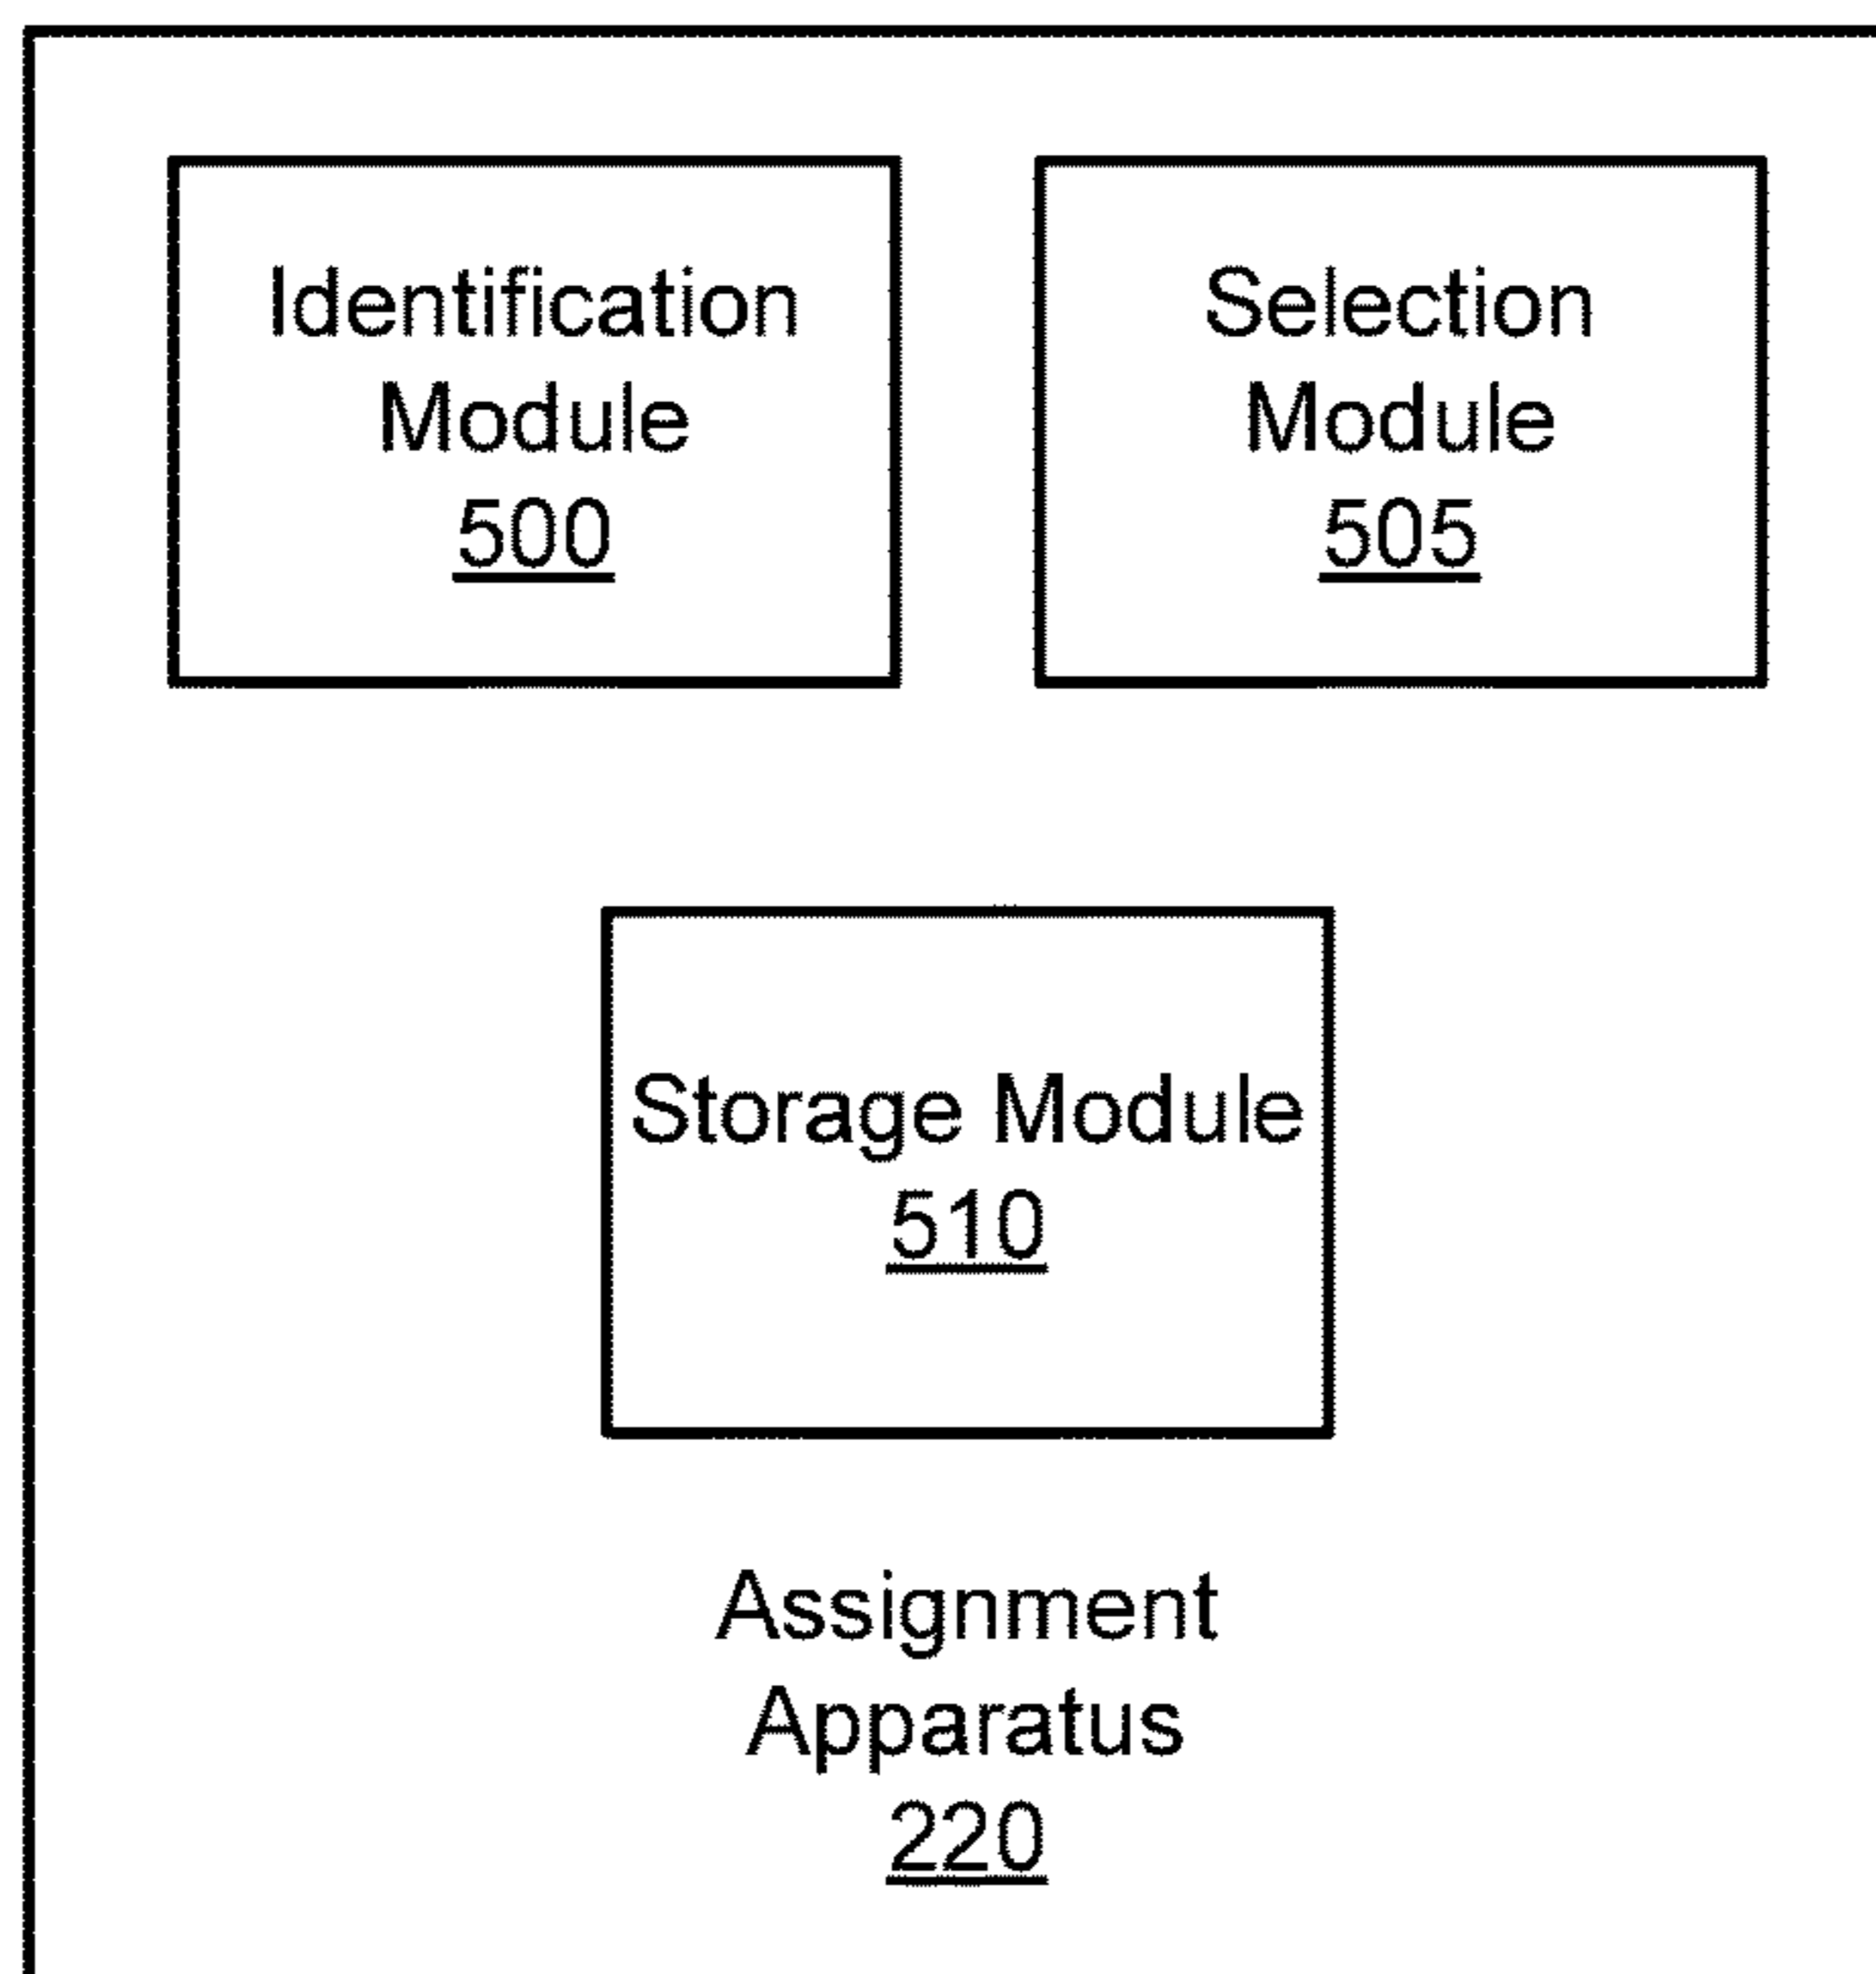 Identification
Module
500
Selection
Module
505
Storage Module
510
Assignment
Apparatus
220